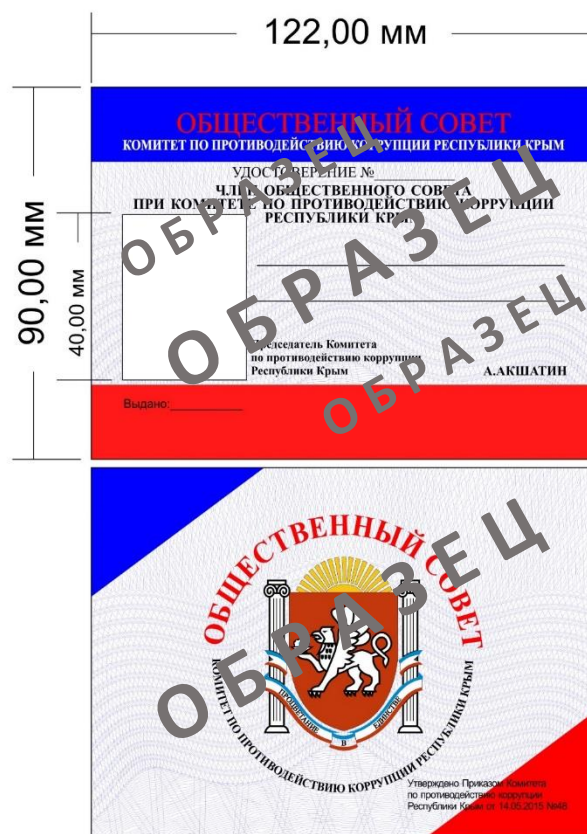 122,00 мм
90,00 мм
40,00 мм
ОБЩЕСТВЕННЫЙ СОВЕТ
КОМИТЕТ ПО ПРОТИВОДЕЙСТВИЮ КОРРУПЦИИ РЕСПУБЛИКИ КРЫМ
УДОСТОВЕРЕНИЕ №
ЧЛЕН ОБЩЕСТВЕННОГО СОВЕТА
ПРИ КОМИТЕТЕ ПО ПРОТИВОДЕЙСТВИЮ КОРРУПЦИИ
РЕСПУБЛИКИ КРЫМ
Председатель Комитета
по противодействию коррупции
Республики Крым
А.АКШАТИН
Выдано:
ОБРАЗЕЦ
ОБРАЗЕЦ
ОБРАЗЕЦ
ОБЩЕСТВЕННЫЙ СОВЕТ
ПРОЦВЕТАНИЕ В ЕДИНСТВЕ
КОМИТЕТ ПО ПРОТИВОДЕЙСТВИЮ КОРРУПЦИИ РЕСПУБЛИКИ КРЫМ
ОБРАЗЕЦ
Утверждено Приказом Комитета
по противодействию коррупции
Республики Крым от 14.05.2015 №46